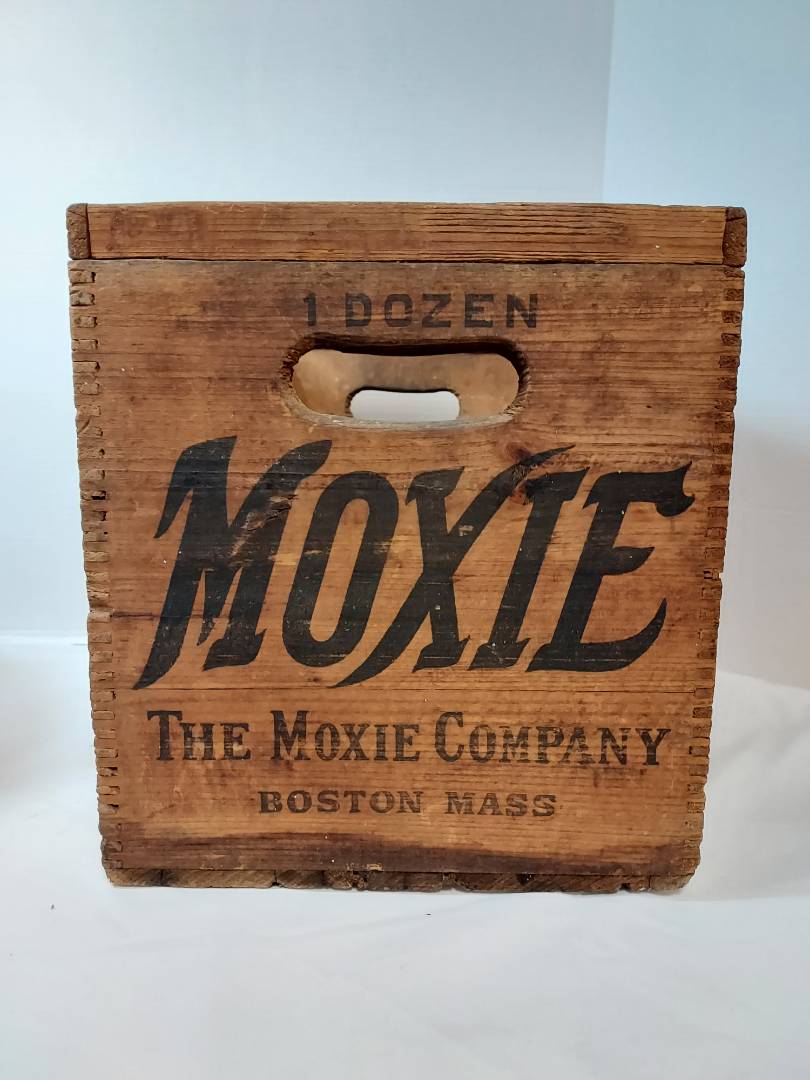 1 DOZEN
MOXIE
THE MOXIE COMPANY
BOSTON MASS